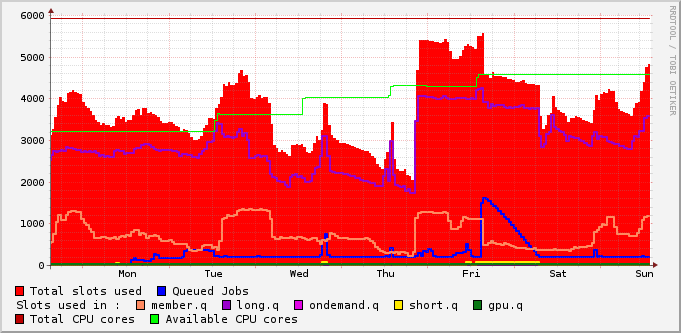 RRDTOOL / TOBI OETIKER
6000
5000
4000
3000
2000
1000
0
Mon Tue Wed Thu Fri Sat Sun
Total slots used Queued Jobs
Slots used in : member.q long.q ondemand.q short.q gpu.q
Total CPU cores Available CPU cores